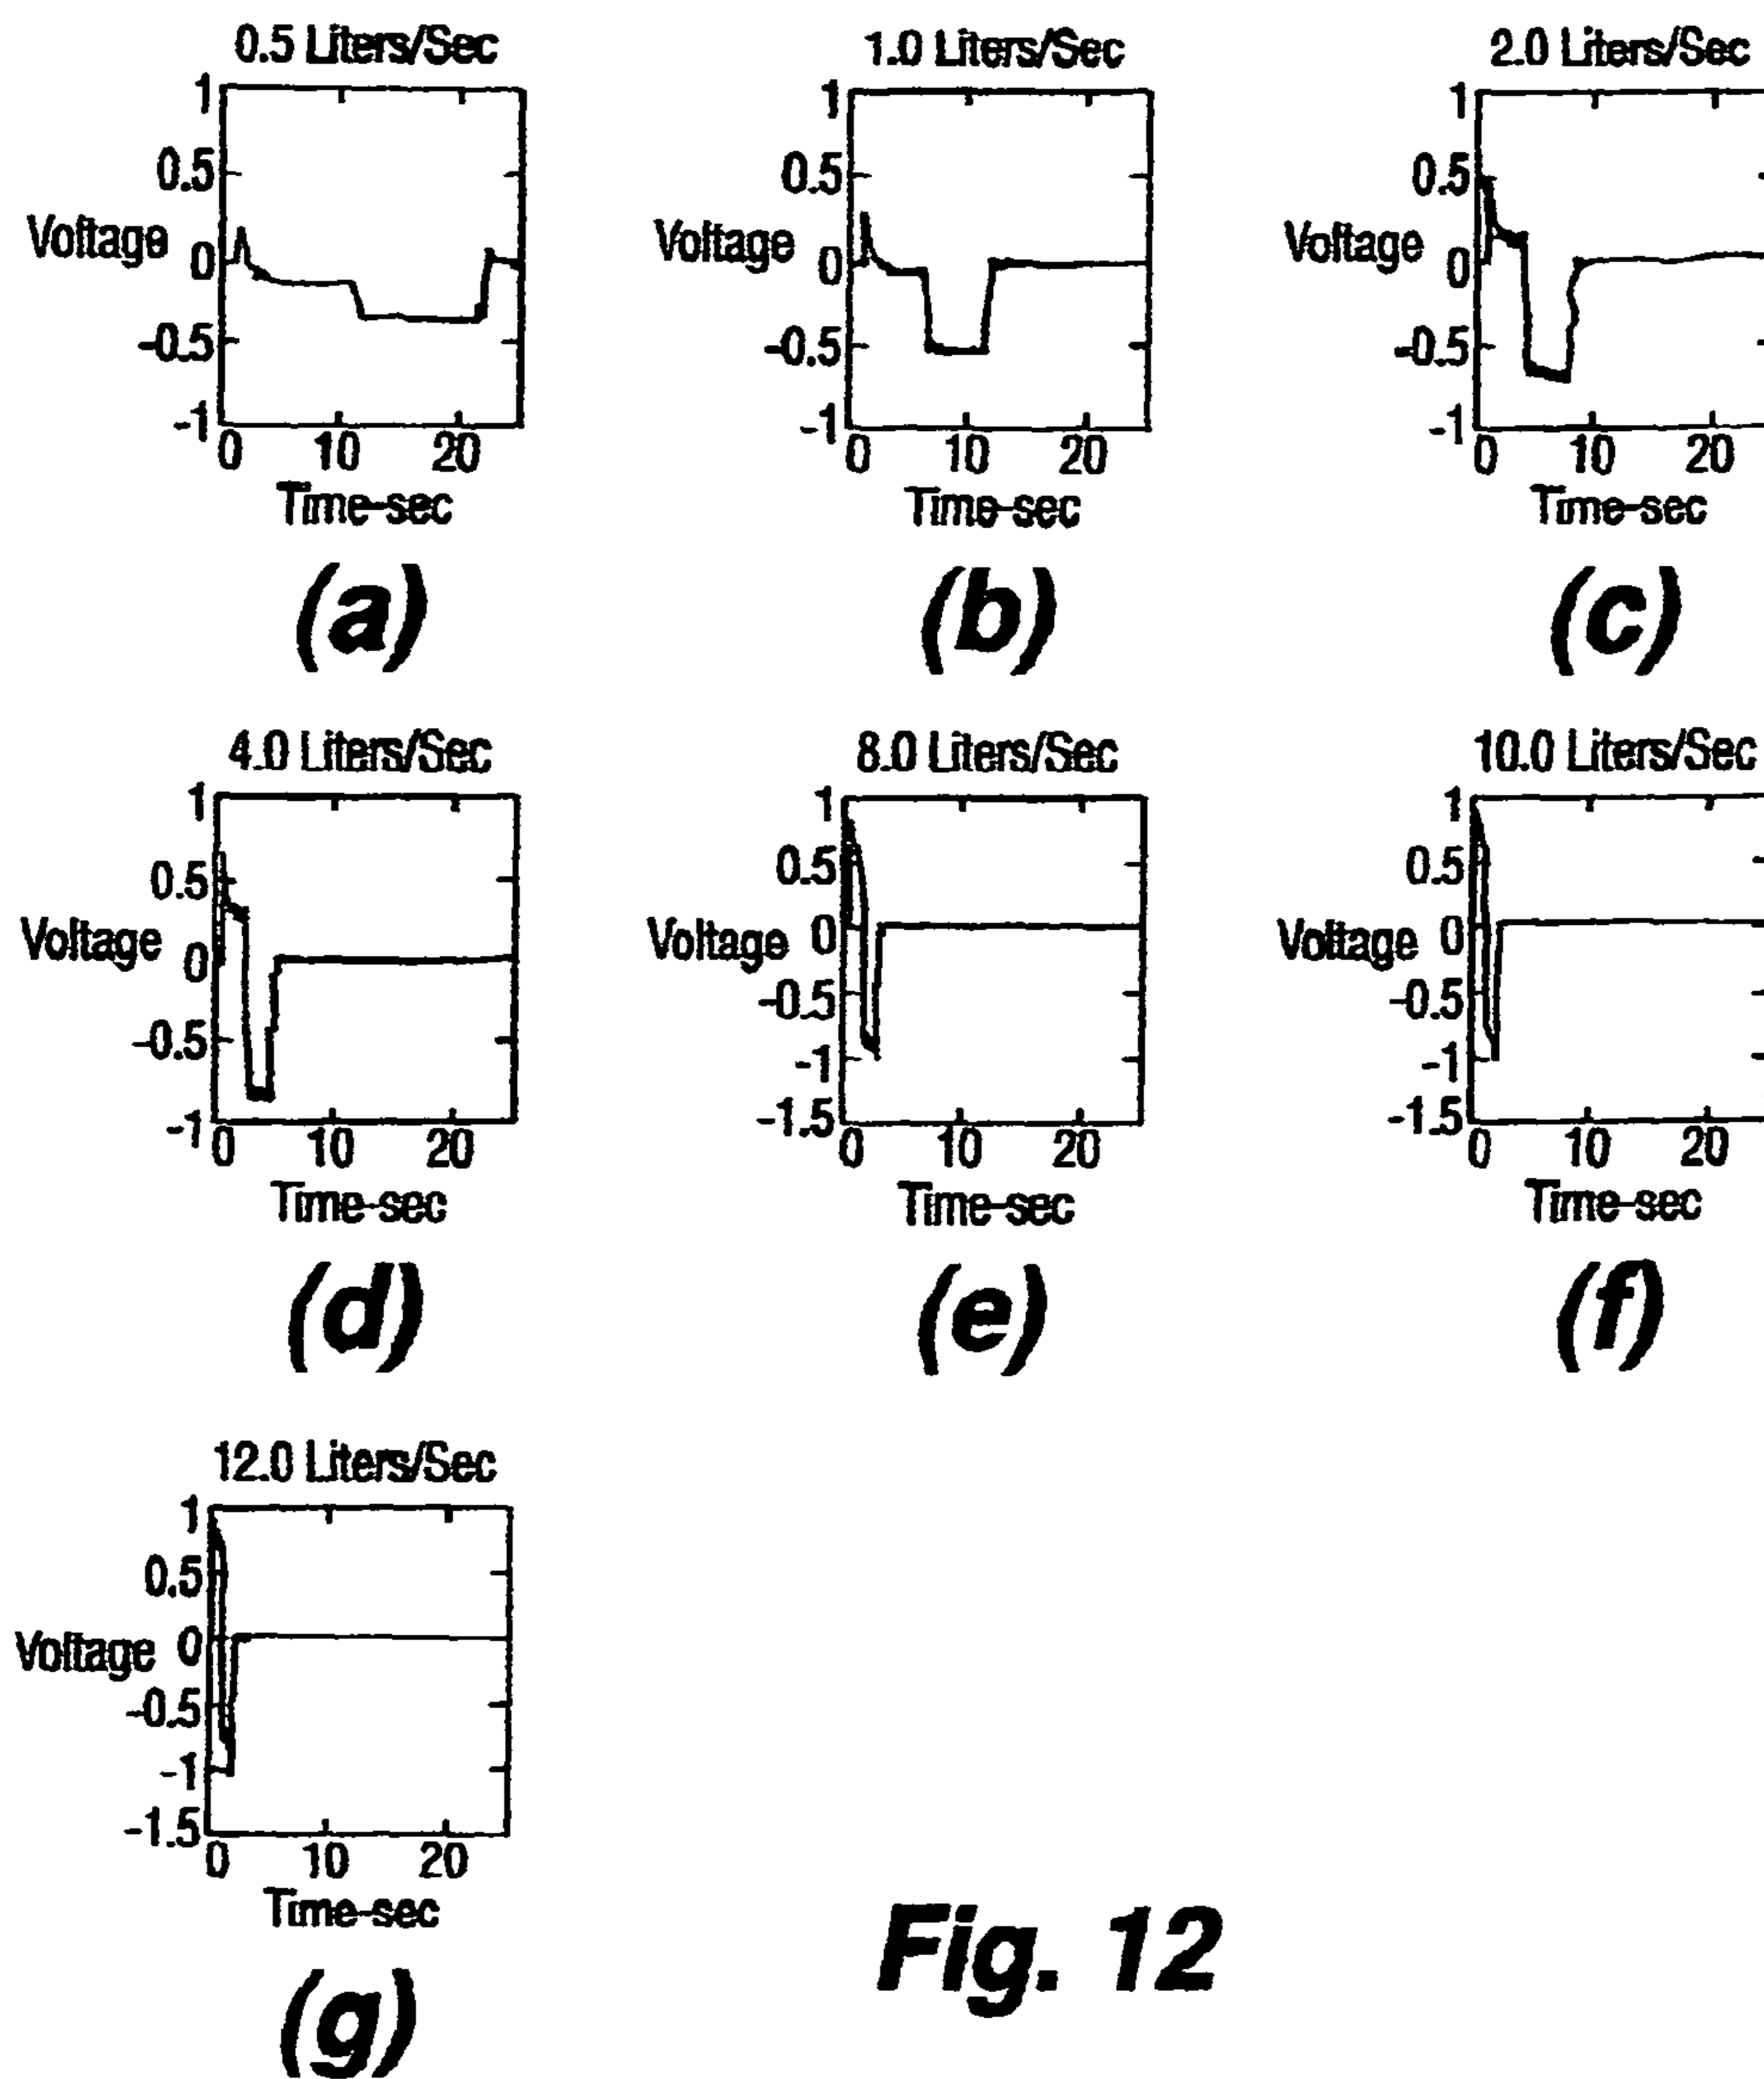 0.5 Liters/Sec
1
0.5
Voltage
0
-0.5
-1
0 10 20
Time-sec
(a)
1.0 Liters/Sec
1
0.5
Voltage
0
-0.5
-1
0 10 20
Time-sec
(b)
2.0 Liters/Sec
1
0.5
Voltage
0
-0.5
-1
0 10 20
Time-sec
(c)
4.0 Liters/Sec
1
0.5
Voltage
0
-0.5
-1
0 10 20
Time-sec
(d)
8.0 Liters/Sec
1
0.5
Voltage
0
-0.5
-1
-1.5
0 10 20
Time-sec
(e)
10.0 Liters/Sec
1
0.5
Voltage
0
-0.5
-1
-1.5
0 10 20
Time-sec
(f)
12.0 Liters/Sec
1
0.5
Voltage
0
-0.5
-1
-1.5
0 10 20
Time-sec
(g)
Fig. 12